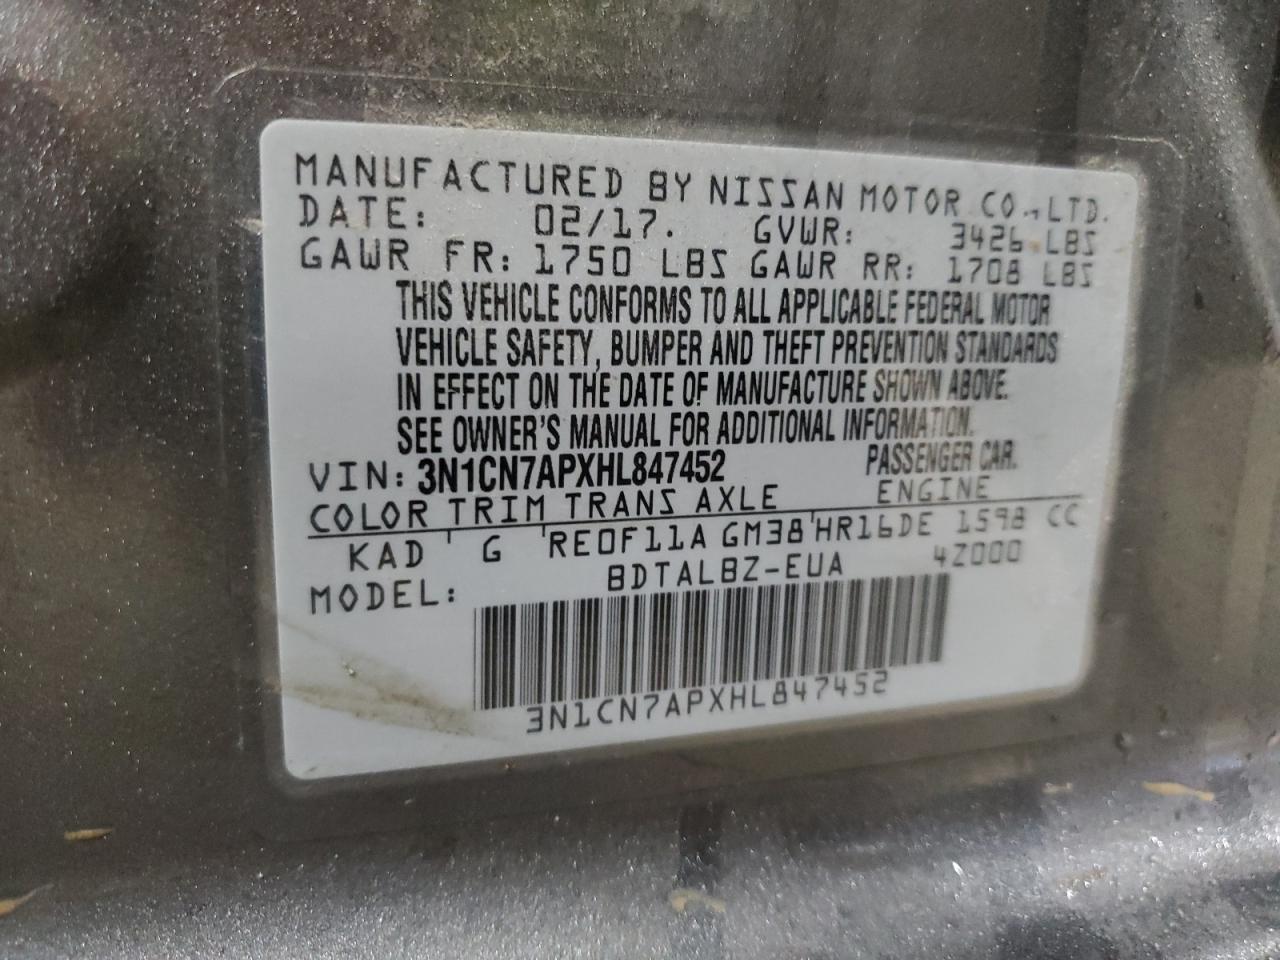 MANUFACTURED BY NISSAN MOTOR CO.,LTD.
DATE: 02/17. GVWR: 3426 LBS
GAWR FR: 1750 LBS GAWR RR: 1708 LBS
THIS VEHICLE CONFORMS TO ALL APPLICABLE FEDERAL MOTOR
VEHICLE SAFETY, BUMPER AND THEFT PREVENTION STANDARDS
IN EFFECT ON THE DATE OF MANUFACTURE SHOWN ABOVE.
SEE OWNER'S MANUAL FOR ADDITIONAL INFORMATION.
VIN: 3N1CN7APXHL847452 PASSENGER CAR.
COLOR TRIM TRANS AXLE ENGINE
KAD G RE0F11A GM38 HR16DE 1598 CC
MODEL: BDTALBZ-EUA 4Z000
3N1CN7APXHL847452